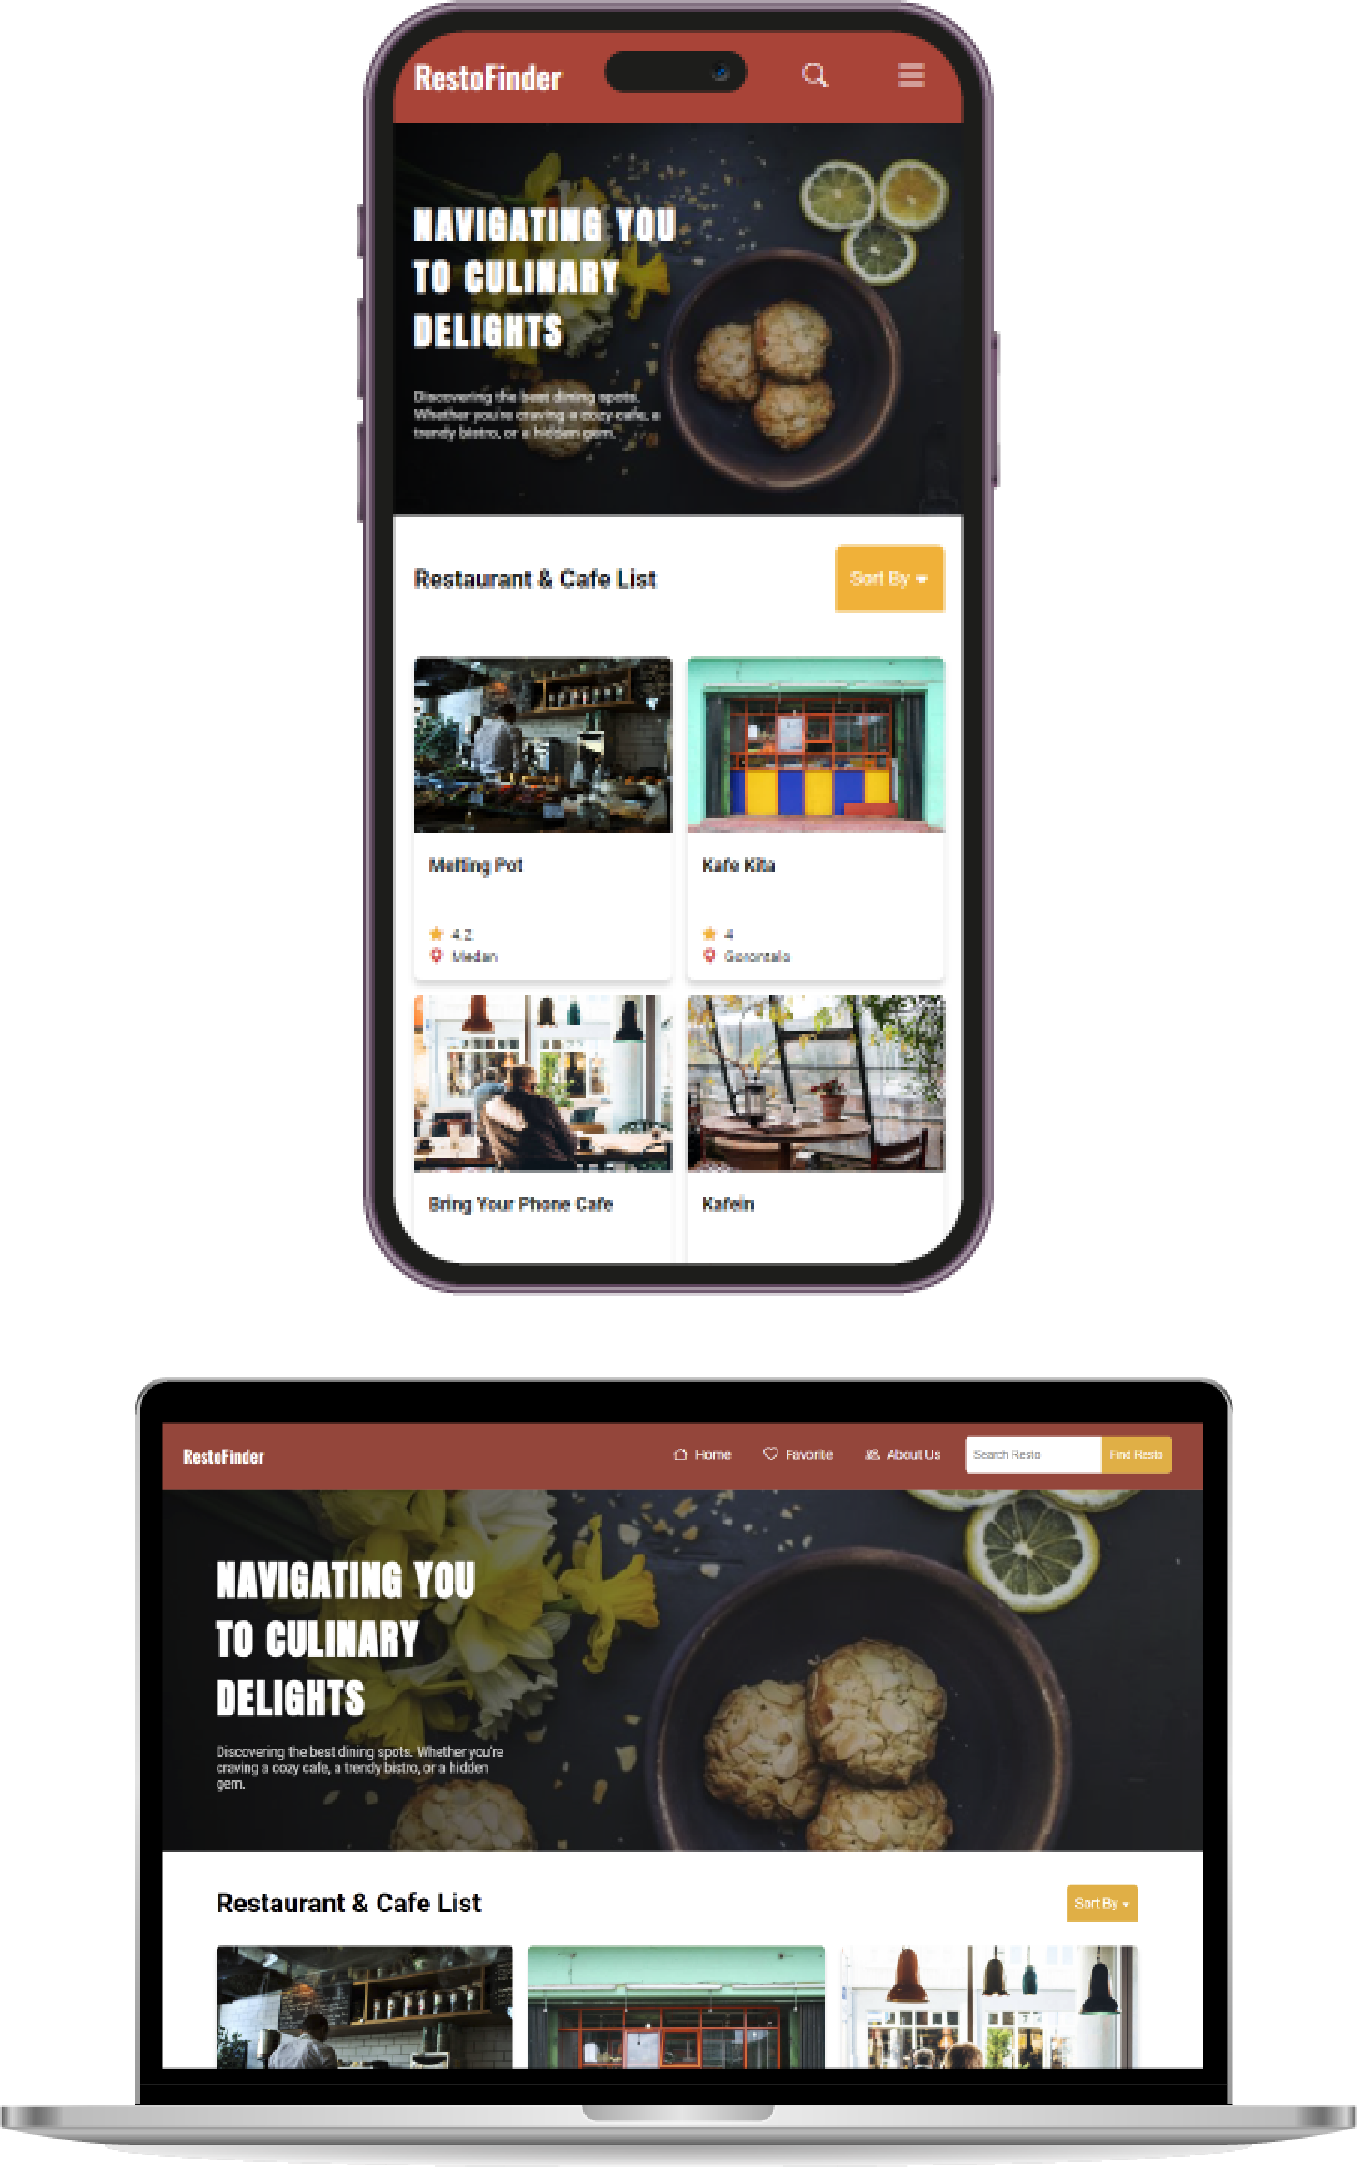 RestoFinder
NAVIGATING YOU
TO CULINARY
DELIGHTS
Discovering the best dining spots.
Whether you're craving a cozy cafe, a
trendy bistro, or a hidden gem.
Restaurant & Cafe List
Sort By
Melting Pot
Kafe Kita
4.2
4
Medan
Gorontalo
Bring Your Phone Cafe
Kafein
RestoFinder
Home
Favorite
About Us
Search Resto
Find Resto
NAVIGATING YOU
TO CULINARY
DELIGHTS
Discovering the best dining spots. Whether you're
craving a cozy cafe, a trendy bistro, or a hidden
gem.
Restaurant & Cafe List
Sort By